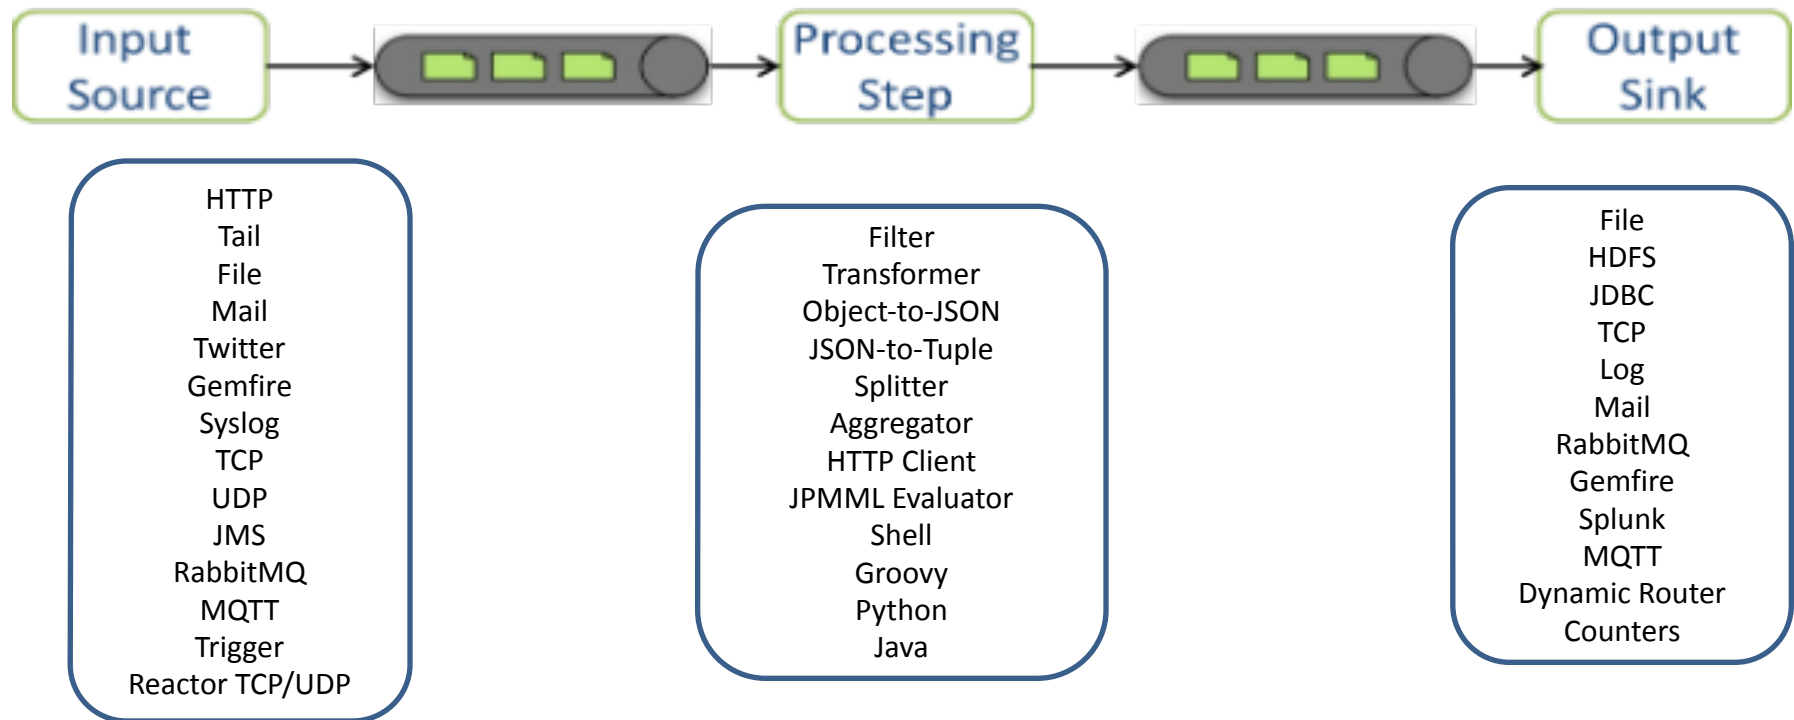 Input
Source
Processing
Step
Output
Sink
HTTP
Tail
File
Mail
Twitter
Gemfire
Syslog
TCP
UDP
JMS
RabbitMQ
MQTT
Trigger
Reactor TCP/UDP
Filter
Transformer
Object-to-JSON
JSON-to-Tuple
Splitter
Aggregator
HTTP Client
JPMML Evaluator
Shell
Groovy
Python
Java
File
HDFS
JDBC
TCP
Log
Mail
RabbitMQ
Gemfire
Splunk
MQTT
Dynamic Router
Counters